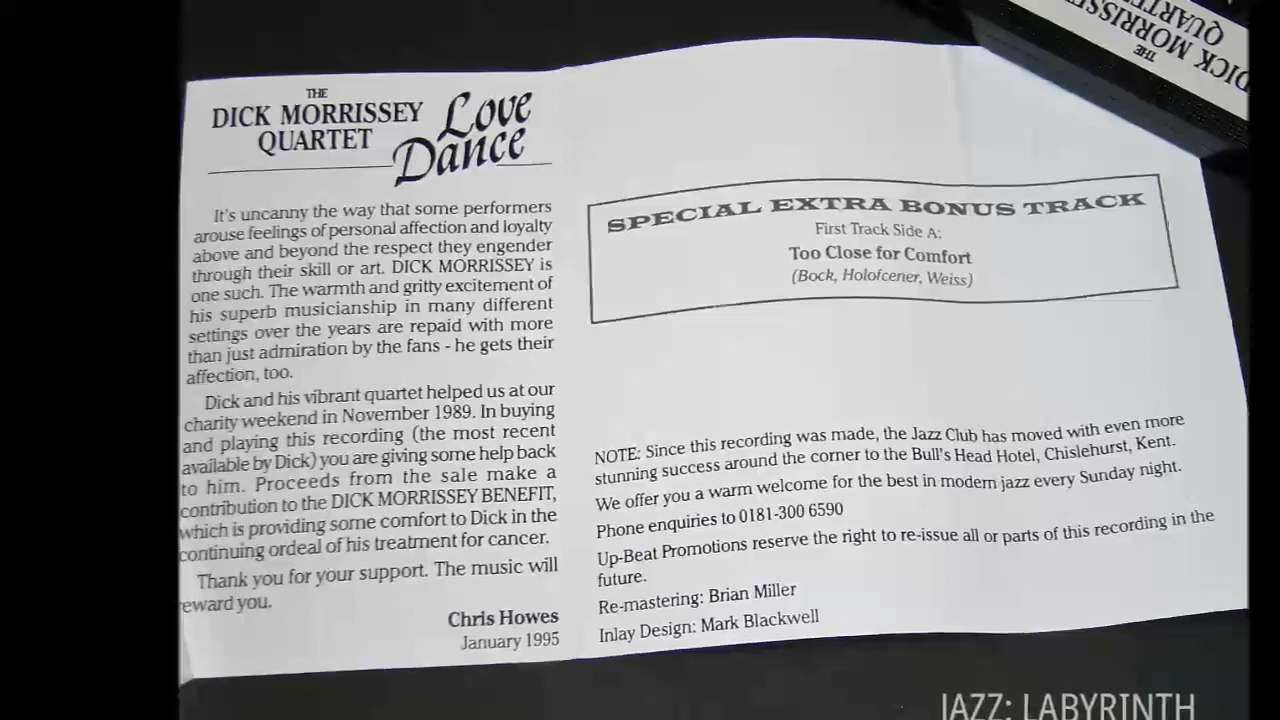 THE
DICK MORRISSEY
QUARTET
Love
Dance
It's uncanny the way that some performers
arouse feelings of personal affection and loyalty
above and beyond the respect they engender
through their skill or art. DICK MORRISSEY is
one such. The warmth and gritty excitement of
his superb musicianship in many different
settings over the years are repaid with more
than just admiration by the fans - he gets their
affection, too.
Dick and his vibrant quartet helped us at our
charity weekend in November 1989. In buying
and playing this recording (the most recent
available by Dick) you are giving some help back
to him. Proceeds from the sale make a
contribution to the DICK MORRISSEY BENEFIT,
which is providing some comfort to Dick in the
continuing ordeal of his treatment for cancer.
Thank you for your support. The music will
eward you.
Chris Howes
January 1995
SPECIAL EXTRA BONUS TRACK
First Track Side A:
Too Close for Comfort
(Bock, Holofcener, Weiss)
NOTE: Since this recording was made, the Jazz Club has moved with even more
stunning success around the corner to the Bull's Head Hotel, Chislehurst, Kent.
We offer you a warm welcome for the best in modern jazz every Sunday night.
Phone enquiries to 0181-300 6590
Up-Beat Promotions reserve the right to re-issue all or parts of this recording in the
future.
Re-mastering: Brian Miller
Inlay Design: Mark Blackwell
THE
DICK MORRISSE
QUARTE
JAZZ: LABYRINTH